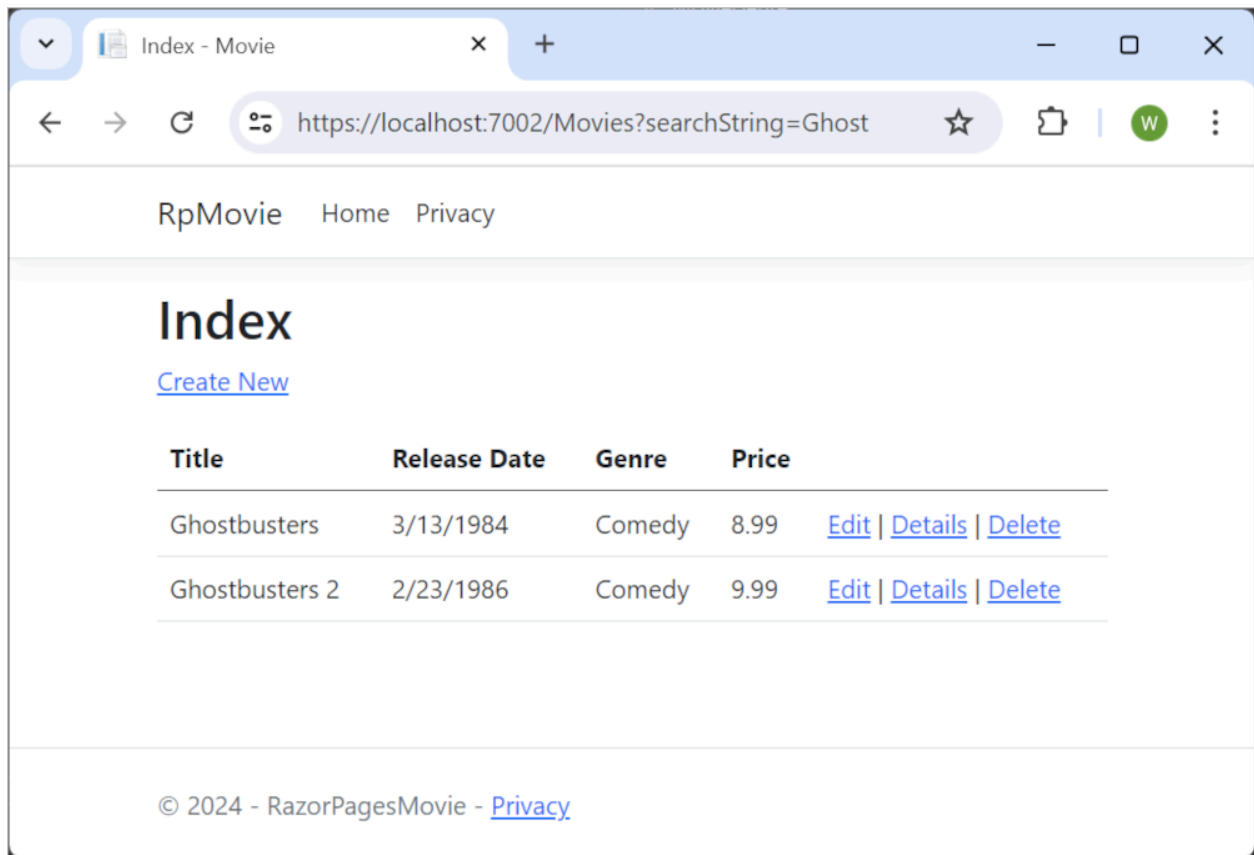 Index - Movie
https://localhost:7002/Movies?searchString=Ghost
W
RpMovie Home Privacy
Index
Create New
Title Release Date Genre Price
Ghostbusters 3/13/1984 Comedy 8.99 Edit | Details | Delete
Ghostbusters 2 2/23/1986 Comedy 9.99 Edit | Details | Delete
© 2024 - RazorPagesMovie - Privacy